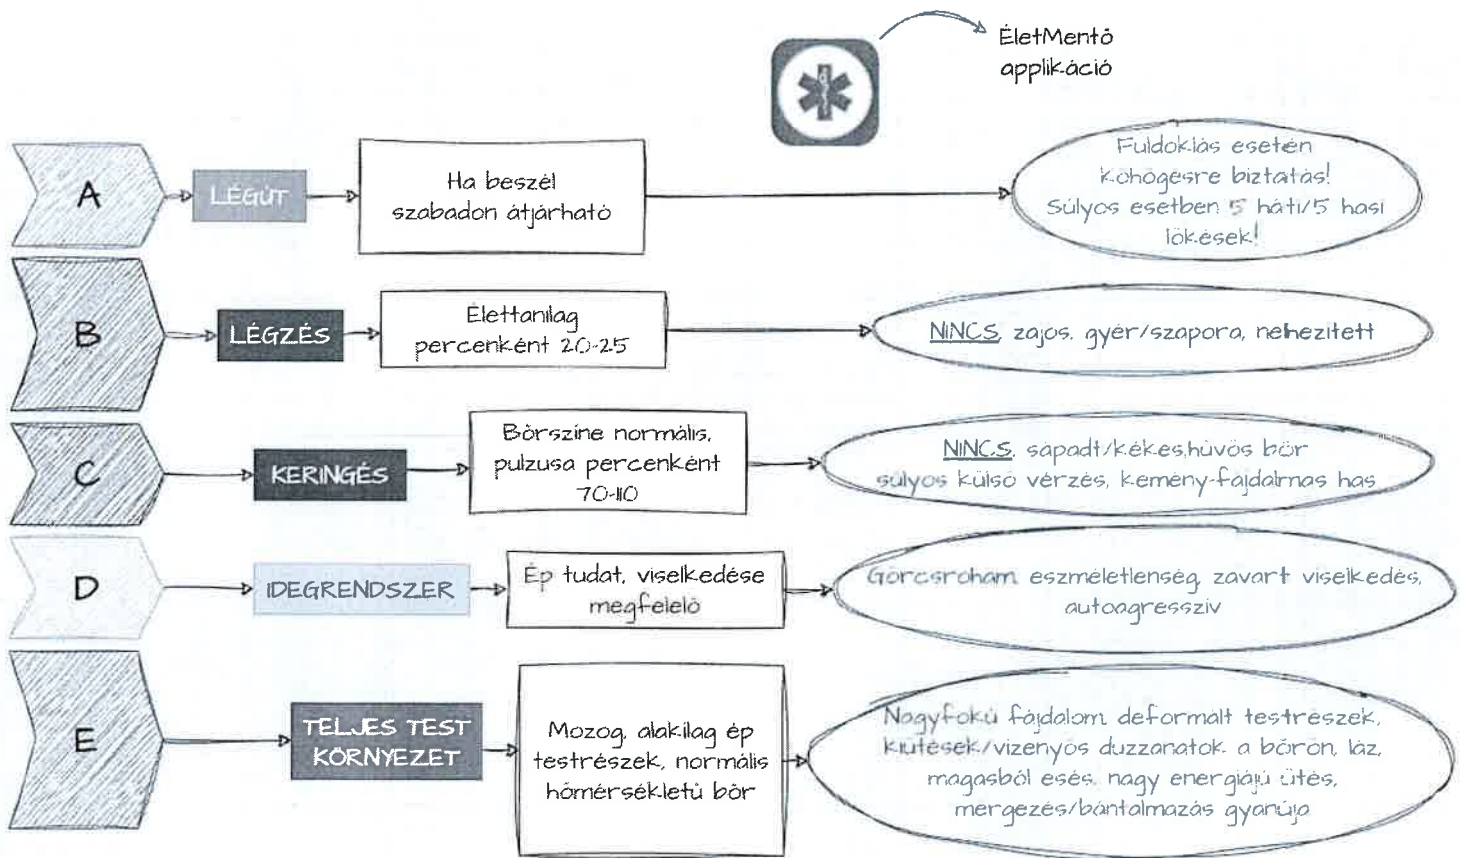 ÉletMentő
applikáció
A
LÉGÚT
Ha beszél
szabadon átjárható
Fuldoklás esetén
köhögésre biztatás!
Súlyos esetben 5 háti/5 hasi
lökések!
B
LÉGZÉS
Élettanilag
percenként 20-25
NINCS, zajos, gyér/szapora, nehezített
C
KERINGÉS
Bőrszíne normális,
pulzusa percenként
70-110
NINCS, sápadt/kékes,hűvös bőr
súlyos külső vérzés, kemény-fájdalmas has
D
IDEGRENDSZER
Ép tudat, viselkedése
megfelelő
Görcsroham, eszméletlenség, zavart viselkedés,
autoagresszív
E
TELJES TEST
KÖRNYEZET
Mozog, alakilag ép
testrészek, normális
hőmérsékletű bőr
Nagyfokú fájdalom, deformált testrészek,
kiütések/vizenyős duzzanatok a bőrön, láz,
magasból esés, nagy energiájú ütés,
mérgezés/bántalmazás gyanúja